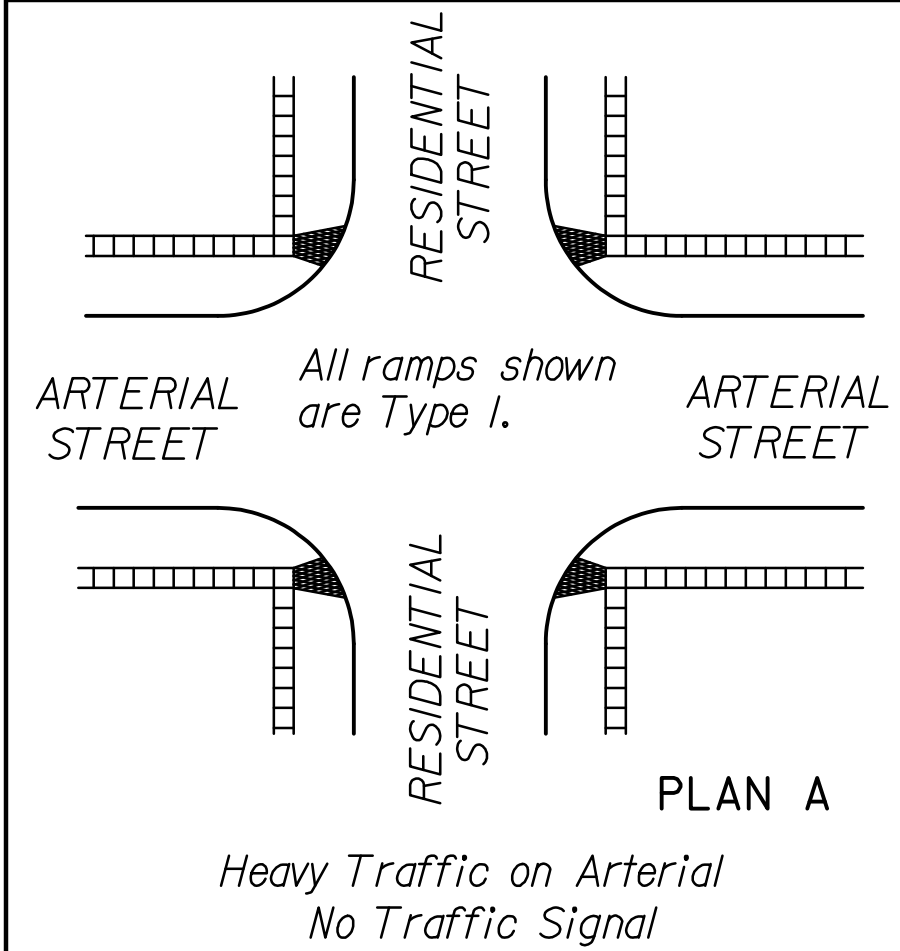 RESIDENTIAL
STREET
All ramps shown
are Type I.
ARTERIAL
STREET
ARTERIAL
STREET
RESIDENTIAL
STREET
PLAN A
Heavy Traffic on Arterial
No Traffic Signal